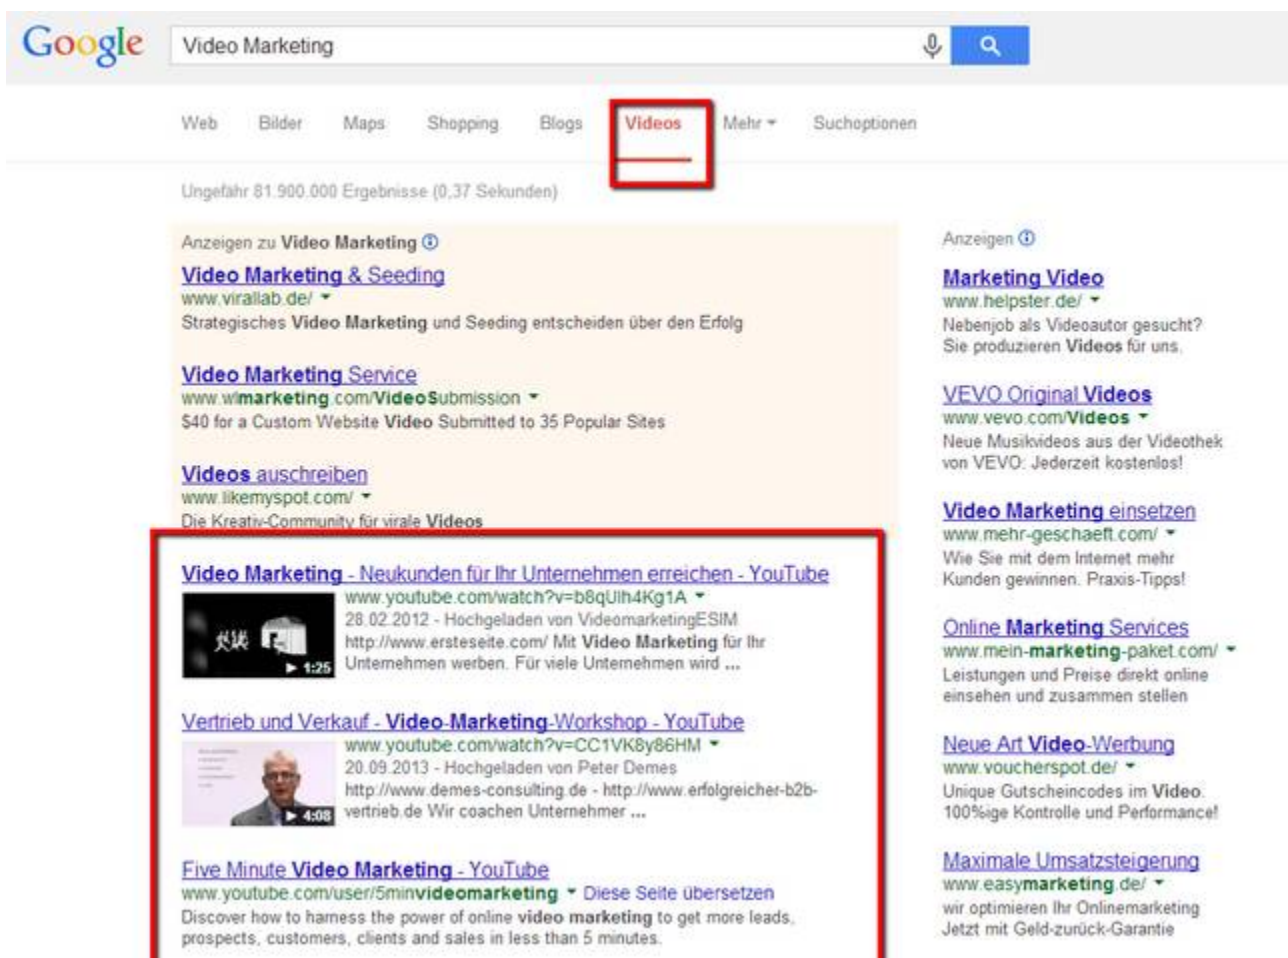 Google
Video Marketing
Web Bilder Maps Shopping Blogs Videos Mehr Suchoptionen
Ungefähr 81.900.000 Ergebnisse (0,37 Sekunden)
Anzeigen zu Video Marketing
Video Marketing & Seeding
www.virallab.de/
Strategisches Video Marketing und Seeding entscheiden über den Erfolg
Video Marketing Service
www.wlmarketing.com/VideoSubmission
$40 for a Custom Website Video Submitted to 35 Popular Sites
Videos auschreiben
www.likemyspot.com/
Die Kreativ-Community für virale Videos
Video Marketing - Neukunden für Ihr Unternehmen erreichen - YouTube
www.youtube.com/watch?v=b8qUlh4Kg1A
28.02.2012 - Hochgeladen von VideomarketingESIM
http://www.ersteseite.com/ Mit Video Marketing für Ihr
Unternehmen werben. Für viele Unternehmen wird ...
1:25
Vertrieb und Verkauf - Video-Marketing-Workshop - YouTube
www.youtube.com/watch?v=CC1VK8y86HM
20.09.2013 - Hochgeladen von Peter Demes
http://www.demes-consulting.de - http://www.erfolgreicher-b2b-
vertrieb.de Wir coachen Unternehmer ...
4:08
Five Minute Video Marketing - YouTube
www.youtube.com/user/5minvideomarketing Diese Seite übersetzen
Discover how to harness the power of online video marketing to get more leads,
prospects, customers, clients and sales in less than 5 minutes.
Anzeigen
Marketing Video
www.helpster.de/
Nebenjob als Videoautor gesucht?
Sie produzieren Videos für uns.
VEVO Original Videos
www.vevo.com/Videos
Neue Musikvideos aus der Videothek
von VEVO: Jederzeit kostenlos!
Video Marketing einsetzen
www.mehr-geschaeft.com/
Wie Sie mit dem Internet mehr
Kunden gewinnen. Praxis-Tipps!
Online Marketing Services
www.mein-marketing-paket.com/
Leistungen und Preise direkt online
einsehen und zusammen stellen
Neue Art Video-Werbung
www.voucherspot.de/
Unique Gutscheincodes im Video.
100%ige Kontrolle und Performance!
Maximale Umsatzsteigerung
www.easymarketing.de/
wir optimieren Ihr Onlinemarketing
Jetzt mit Geld-zurück-Garantie